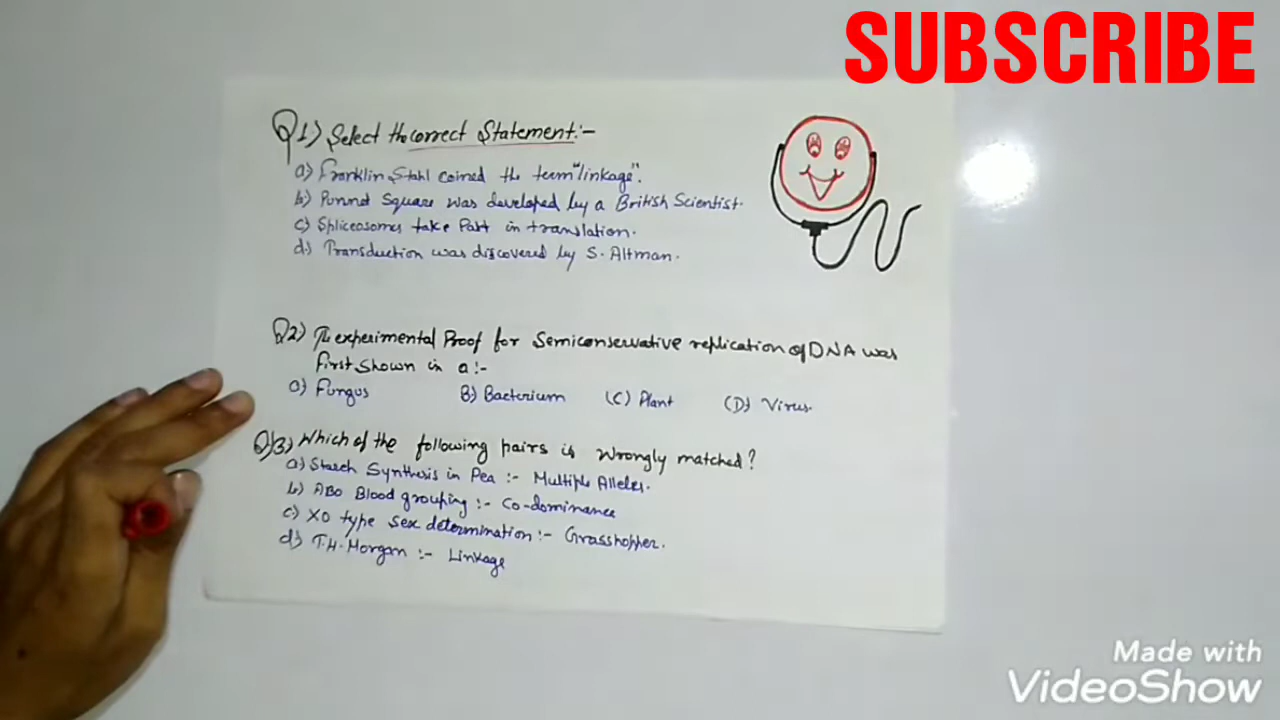 SUBSCRIBE
Q1) Select the correct Statement:-
a) Franklin Stahl coined the term "linkage".
b) Punnet Square was developed by a British Scientist.
c) Spliceosomes take Part in translation.
d) Transduction was discovered by S. Altman.
Q2) The experimental Proof for Semiconservative replication of DNA was
first shown in a:-
a) Fungus B) Bacterium (C) Plant (D) Virus.
Q3) Which of the following pairs is wrongly matched?
a) Starch Synthesis in Pea :- Multiple Alleles.
b) ABO Blood grouping :- Co-dominance
c) XO type Sex determination :- Grasshopper.
d) T.H. Morgan :- Linkage
Made with
VideoShow